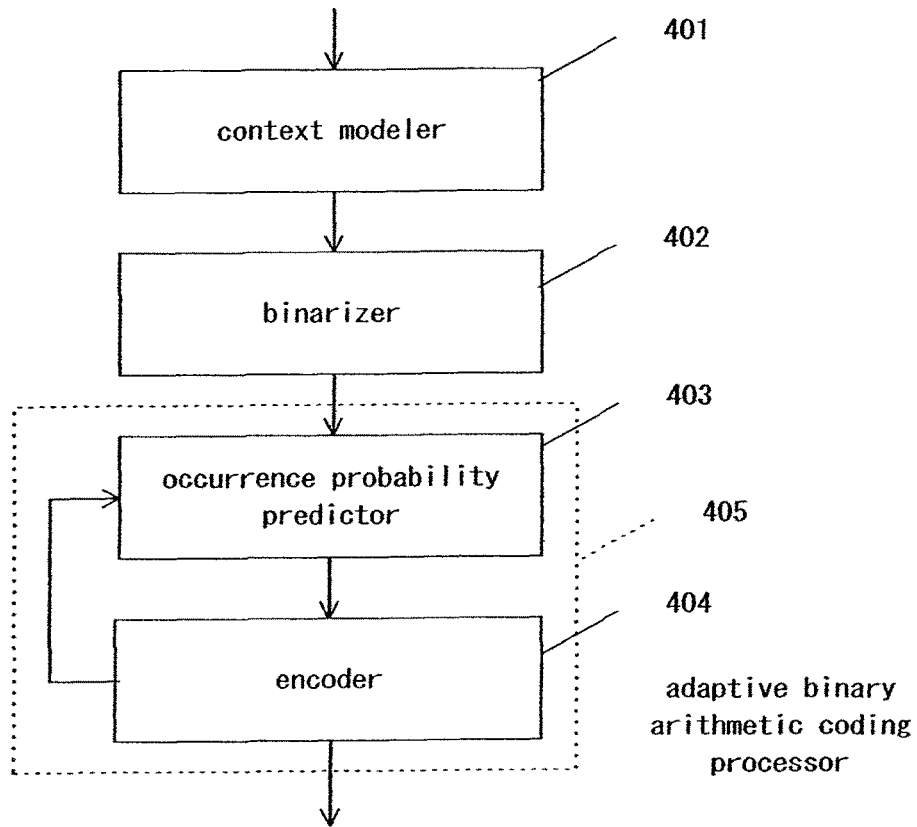 401
context modeler
402
binarizer
403
occurrence probability
predictor
405
404
encoder
adaptive binary
arithmetic coding
processor